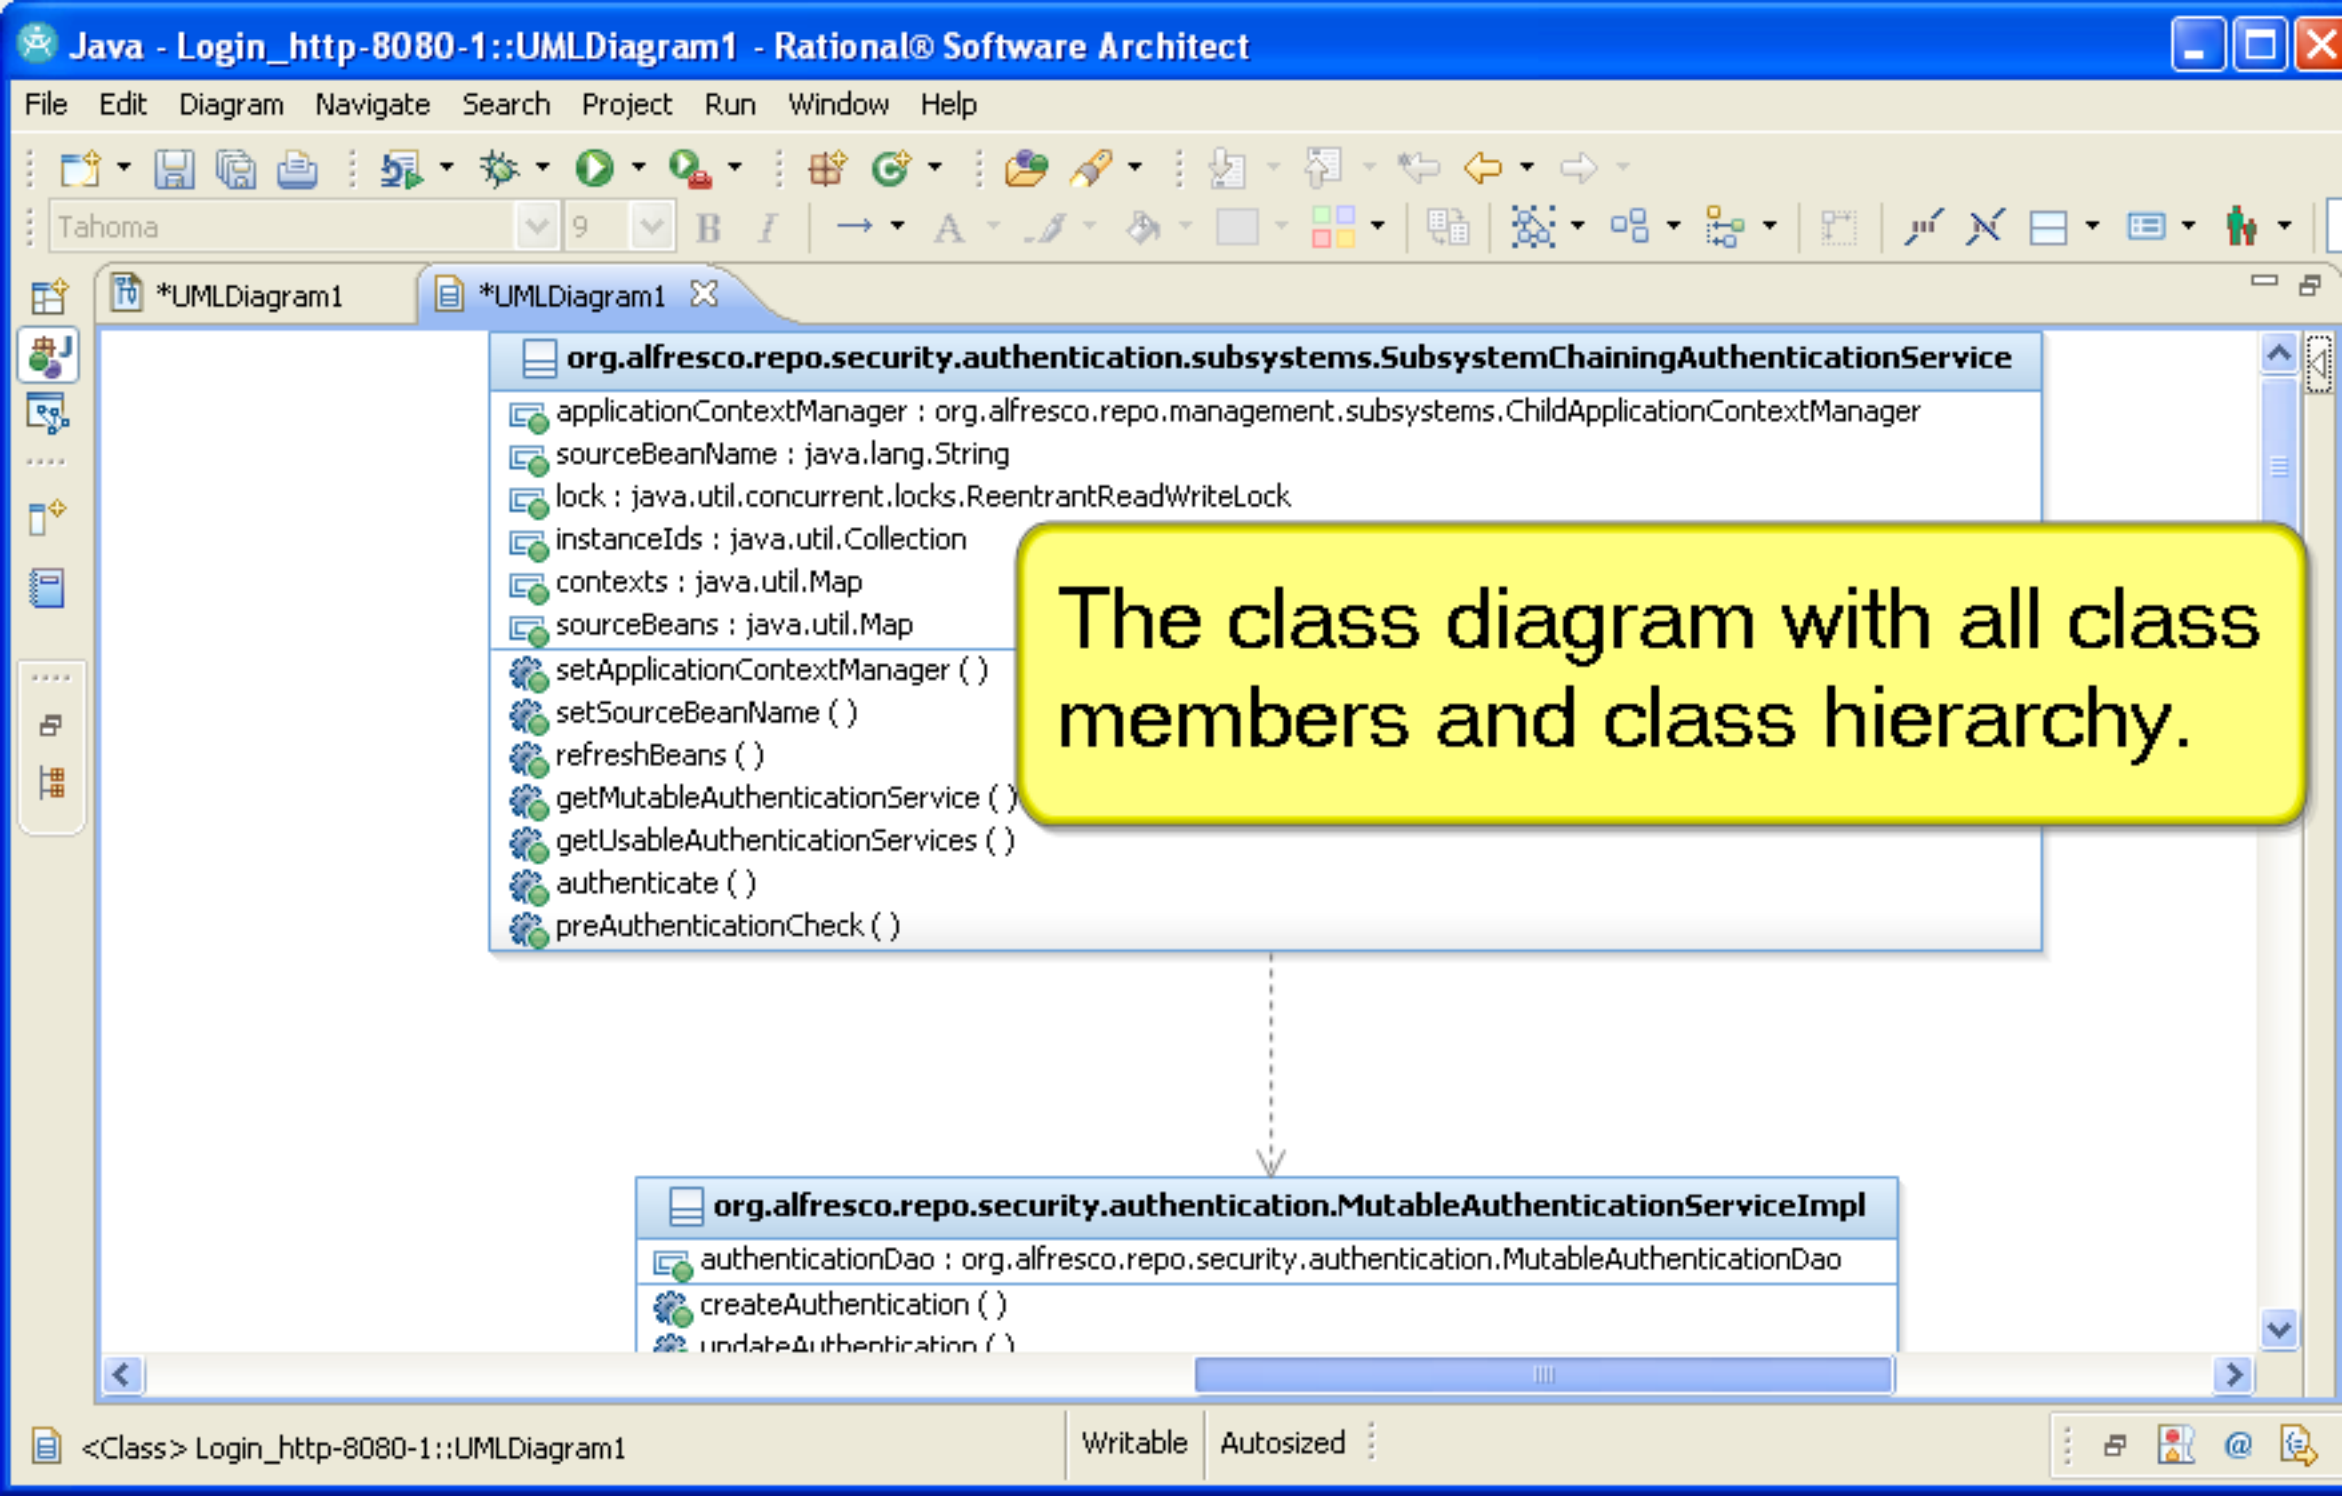 Java - Login_http-8080-1::UMLDiagram1 - Rational® Software Architect
File Edit Diagram Navigate Search Project Run Window Help
Tahoma 9 B I A
*UMLDiagram1 *UMLDiagram1
org.alfresco.repo.security.authentication.subsystems.SubsystemChainingAuthenticationService
applicationContextManager : org.alfresco.repo.management.subsystems.ChildApplicationContextManager
sourceBeanName : java.lang.String
lock : java.util.concurrent.locks.ReentrantReadWriteLock
instanceIds : java.util.Collection
contexts : java.util.Map
sourceBeans : java.util.Map
setApplicationContextManager ( )
setSourceBeanName ( )
refreshBeans ( )
getMutableAuthenticationService ( )
getUsableAuthenticationServices ( )
authenticate ( )
preAuthenticationCheck ( )
The class diagram with all class
members and class hierarchy.
org.alfresco.repo.security.authentication.MutableAuthenticationServiceImpl
authenticationDao : org.alfresco.repo.security.authentication.MutableAuthenticationDao
createAuthentication ( )
updateAuthentication ( )
<Class> Login_http-8080-1::UMLDiagram1 Writable Autosized